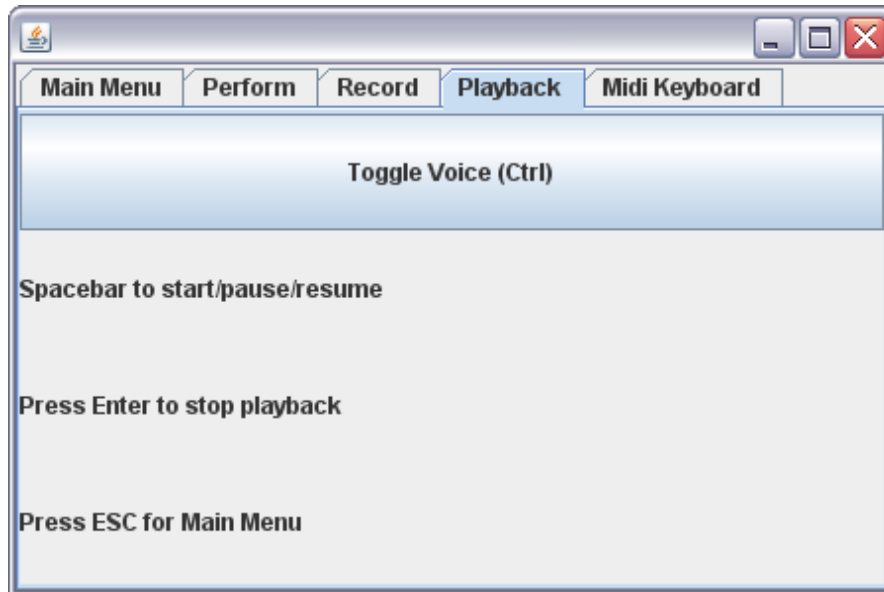 Main Menu Perform Record Playback Midi Keyboard
Toggle Voice (Ctrl)
Spacebar to start/pause/resume
Press Enter to stop playback
Press ESC for Main Menu